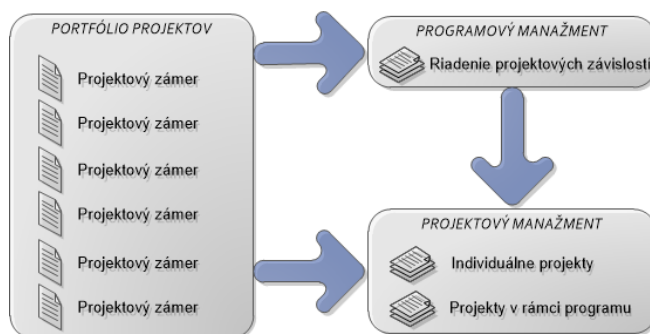 PORTFÓLIO PROJEKTOV
Projektový zámer
Projektový zámer
Projektový zámer
Projektový zámer
Projektový zámer
Projektový zámer
PROGRAMOVÝ MANAŽMENT
Riadenie projektových závislostí
PROJEKTOVÝ MANAŽMENT
Individuálne projekty
Projekty v rámci programu